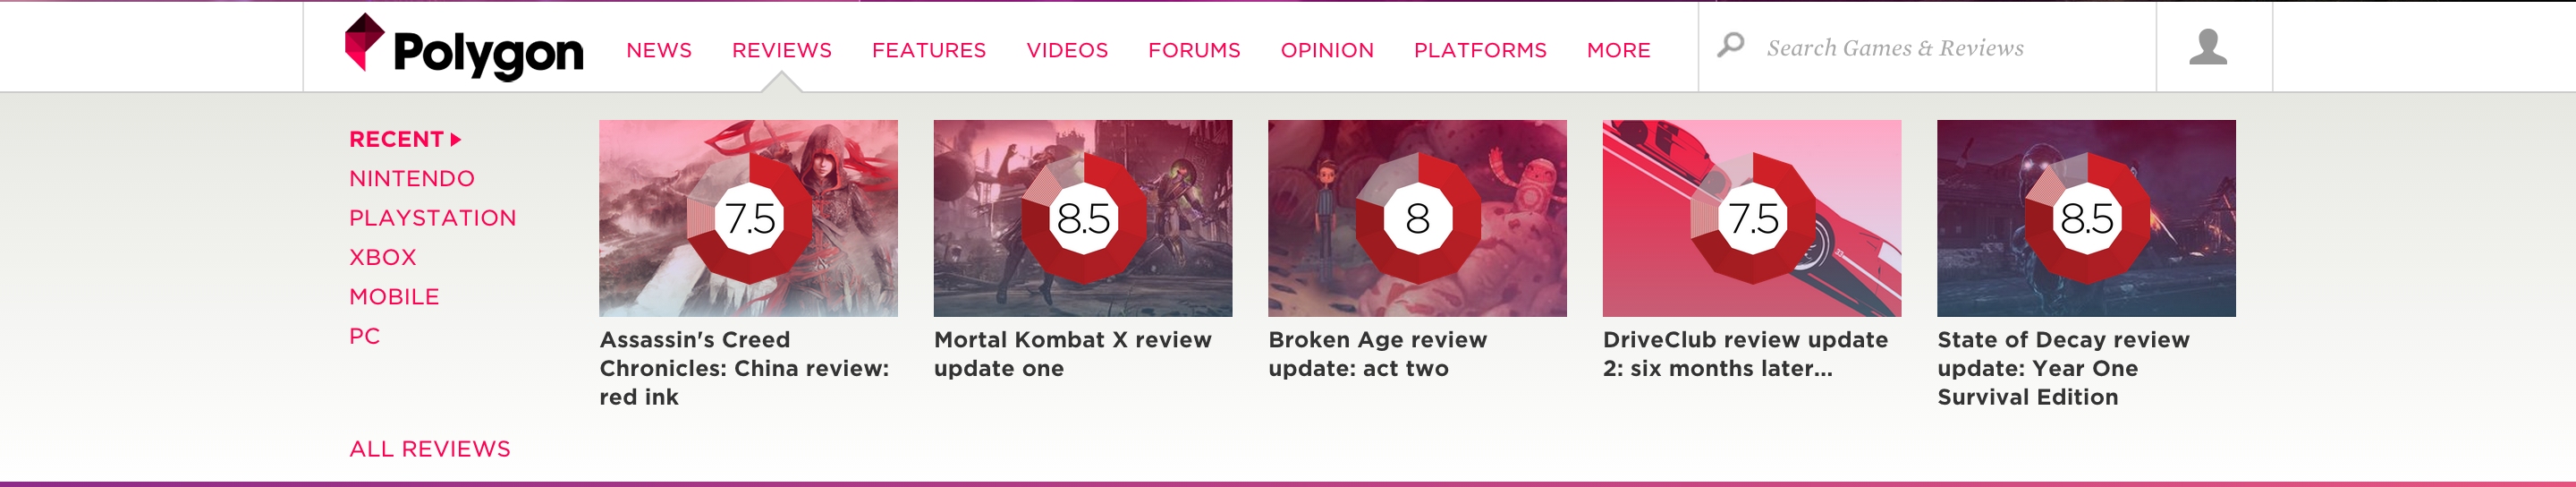 Polygon
NEWS REVIEWS FEATURES VIDEOS FORUMS OPINION PLATFORMS MORE
Search Games & Reviews
RECENT
NINTENDO
PLAYSTATION
XBOX
MOBILE
PC
ALL REVIEWS
7.5
Assassin's Creed
Chronicles: China review:
red ink
8.5
Mortal Kombat X review
update one
8
Broken Age review
update: act two
7.5
DriveClub review update
2: six months later...
8.5
State of Decay review
update: Year One
Survival Edition